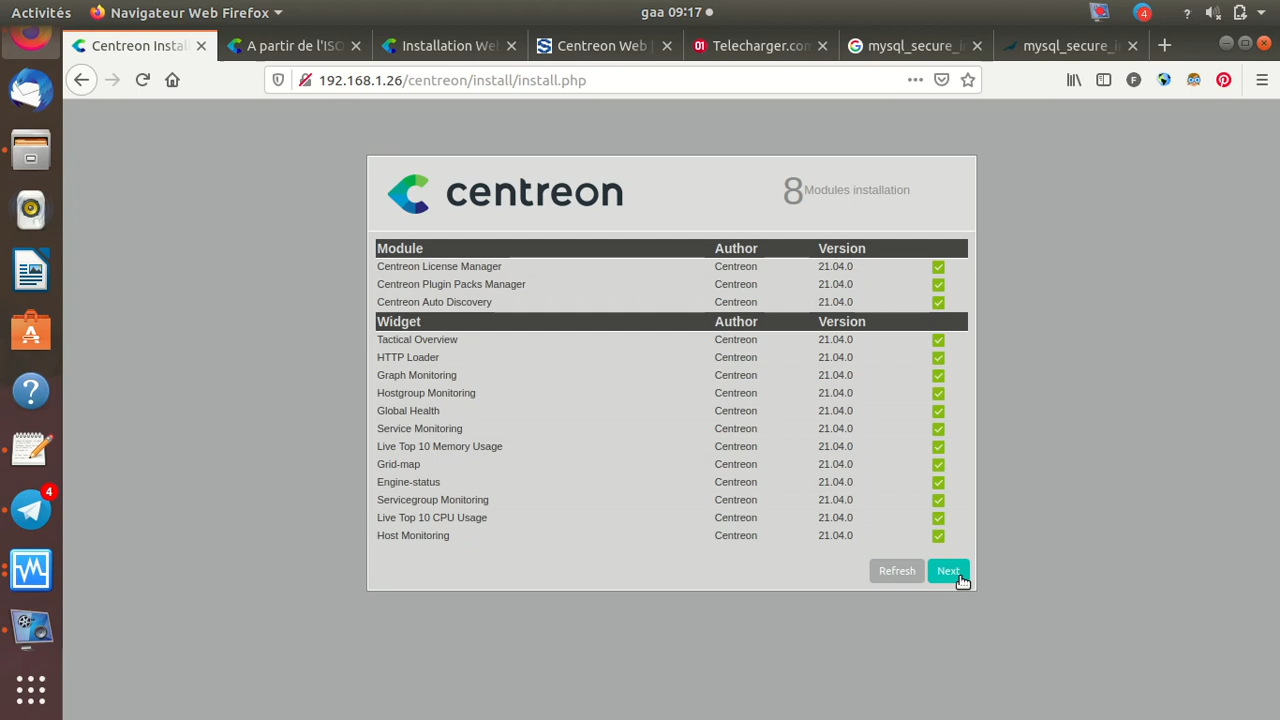 Activités Navigateur Web Firefox gaa 09:17 4 ?
Centreon Instal A partir de l'ISO Installation We Centreon Web | 01 Telecharger.con mysql_secure_i mysql_secure_i
192.168.1.26/centreon/install/install.php
centreon 8 Modules installation
Module Author Version
Centreon License Manager Centreon 21.04.0
Centreon Plugin Packs Manager Centreon 21.04.0
Centreon Auto Discovery Centreon 21.04.0
Widget Author Version
Tactical Overview Centreon 21.04.0
HTTP Loader Centreon 21.04.0
Graph Monitoring Centreon 21.04.0
Hostgroup Monitoring Centreon 21.04.0
Global Health Centreon 21.04.0
Service Monitoring Centreon 21.04.0
Live Top 10 Memory Usage Centreon 21.04.0
Grid-map Centreon 21.04.0
Engine-status Centreon 21.04.0
Servicegroup Monitoring Centreon 21.04.0
Live Top 10 CPU Usage Centreon 21.04.0
Host Monitoring Centreon 21.04.0
Refresh Next
4